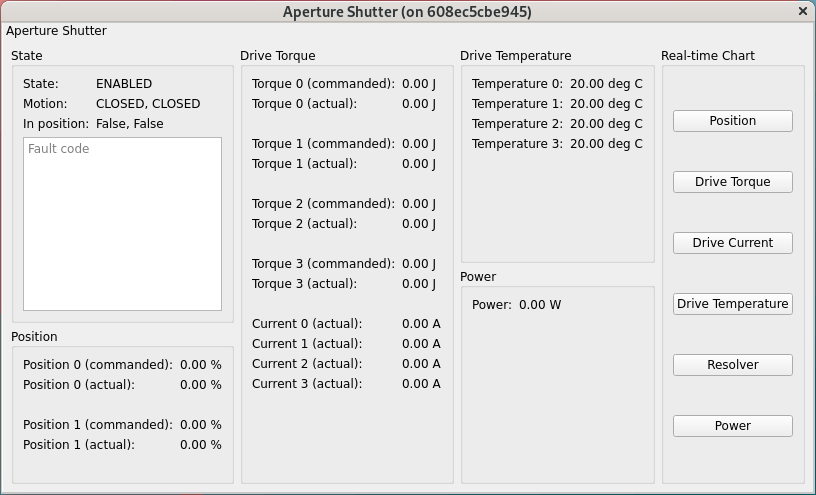 Aperture Shutter (on 608ec5cbe945)
Aperture Shutter
State
State: ENABLED
Motion: CLOSED, CLOSED
In position: False, False
Fault code
Position
Position 0 (commanded): 0.00 %
Position 0 (actual): 0.00 %
Position 1 (commanded): 0.00 %
Position 1 (actual): 0.00 %
Drive Torque
Torque 0 (commanded): 0.00 J
Torque 0 (actual): 0.00 J
Torque 1 (commanded): 0.00 J
Torque 1 (actual): 0.00 J
Torque 2 (commanded): 0.00 J
Torque 2 (actual): 0.00 J
Torque 3 (commanded): 0.00 J
Torque 3 (actual): 0.00 J
Current 0 (actual): 0.00 A
Current 1 (actual): 0.00 A
Current 2 (actual): 0.00 A
Current 3 (actual): 0.00 A
Drive Temperature
Temperature 0: 20.00 deg C
Temperature 1: 20.00 deg C
Temperature 2: 20.00 deg C
Temperature 3: 20.00 deg C
Power
Power: 0.00 W
Real-time Chart
Position
Drive Torque
Drive Current
Drive Temperature
Resolver
Power